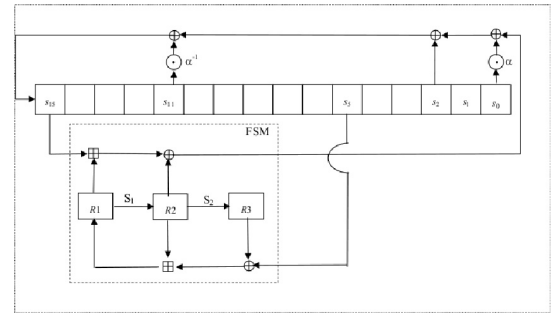 α⁻¹
α
s₁₅ s₁₁ s₅ s₂ s₁ s₀
FSM
R1 S₁ R2 S₂ R3